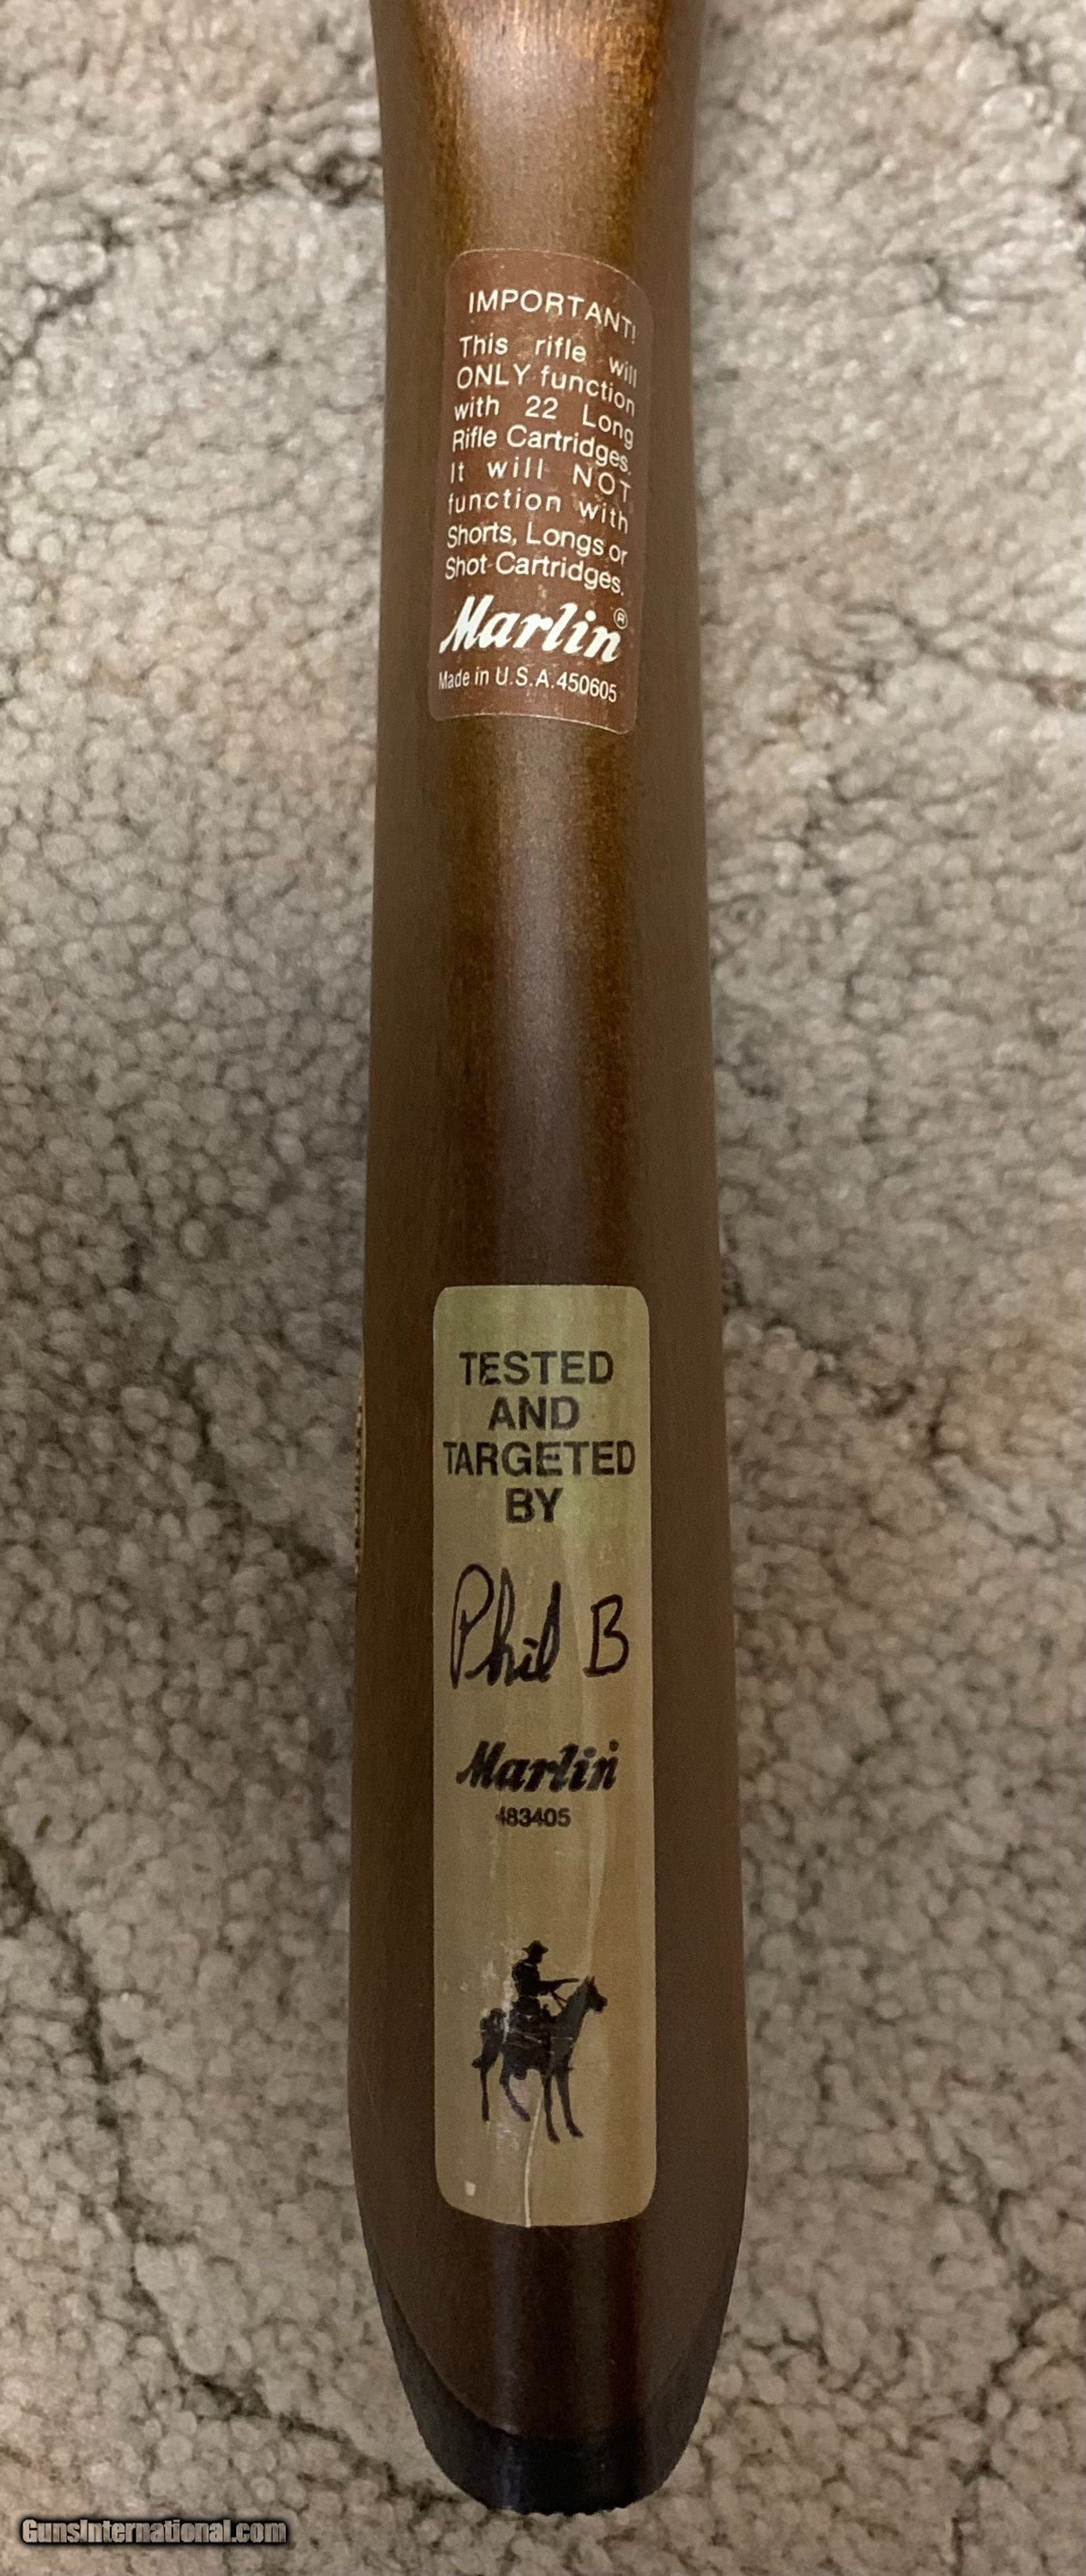 IMPORTANT!
This rifle will
ONLY function
with 22 Long
Rifle Cartridges.
It will NOT
function with
Shorts, Longs or
Shot Cartridges.
Marlin®
Made in U.S.A. 450605
TESTED
AND
TARGETED
BY
Phil B
Marlin
483405
GunsInternational.com